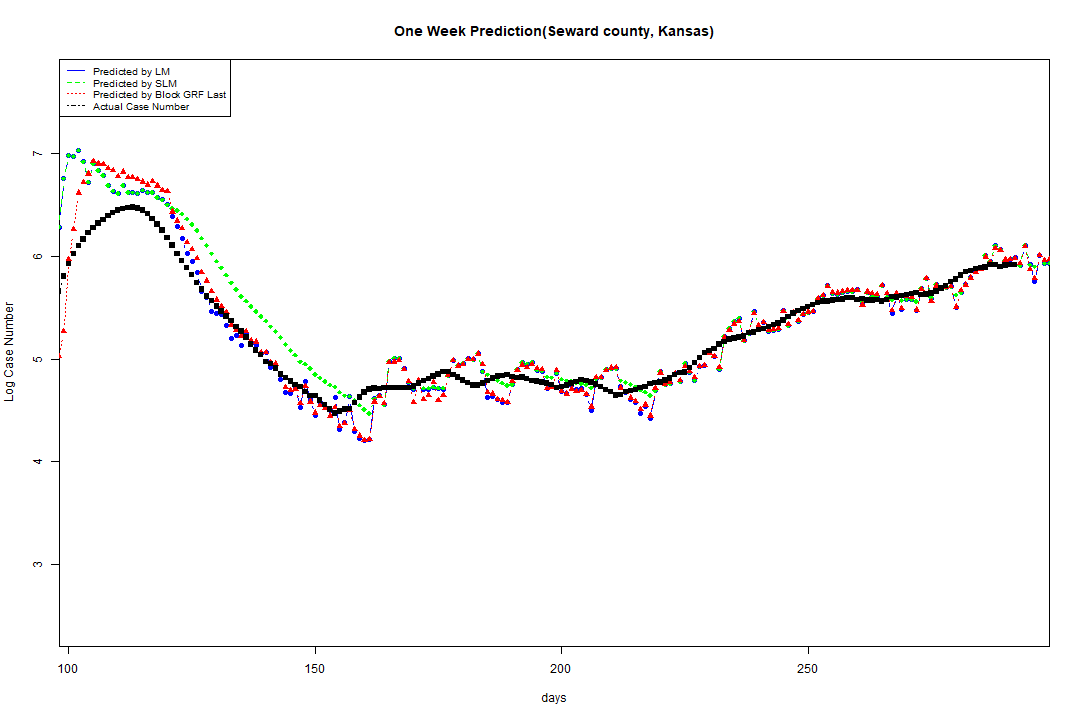 One Week Prediction(Seward county, Kansas)
Predicted by LM
Predicted by SLM
Predicted by Block GRF Last
Actual Case Number
7
6
5
4
3
Log Case Number
100 150 200 250
days